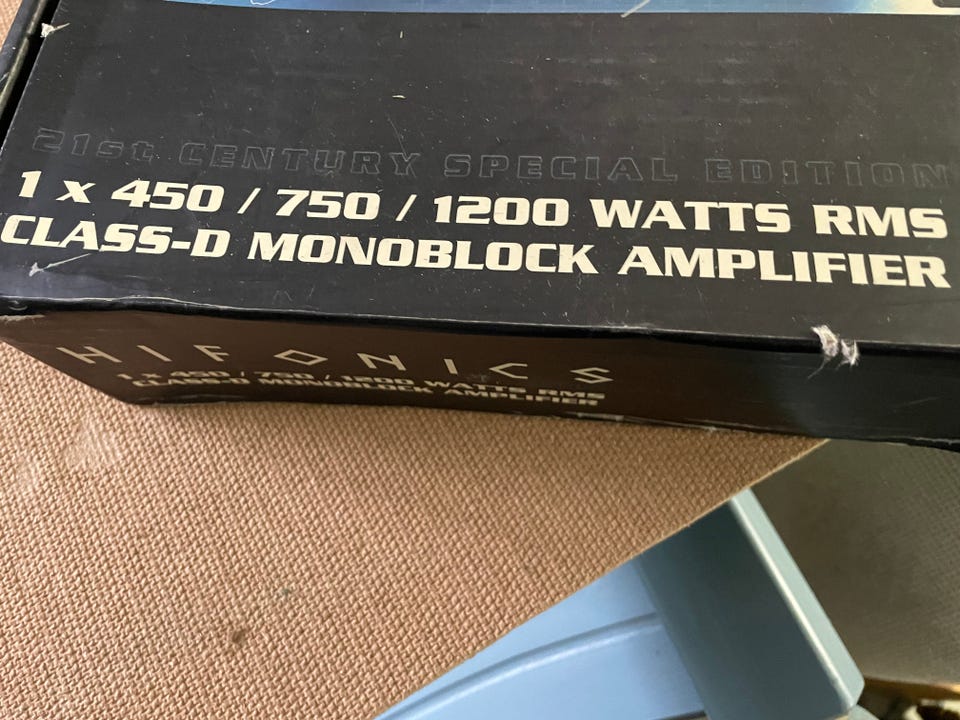 21st CENTURY SPECIAL EDITION
1 x 450 / 750 / 1200 WATTS RMS
CLASS-D MONOBLOCK AMPLIFIER
HIFONICS
1 x 450 / 750 / 1200 WATTS RMS
CLASS-D MONOBLOCK AMPLIFIER